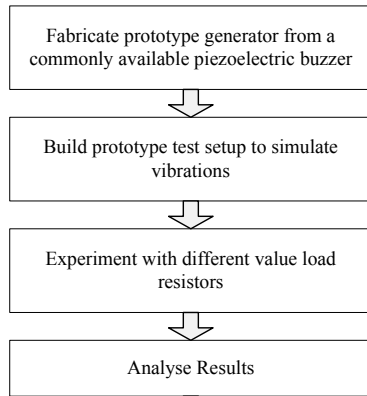 Fabricate prototype generator from a
commonly available piezoelectric buzzer
Build prototype test setup to simulate
vibrations
Experiment with different value load
resistors
Analyse Results